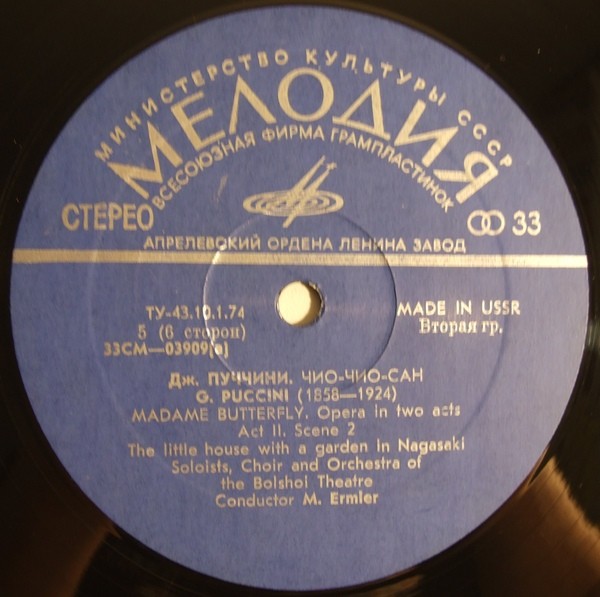 МИНИСТЕРСТВО КУЛЬТУРЫ СССР
МЕЛОДИЯ
ВСЕСОЮЗНАЯ ФИРМА ГРАМПЛАСТИНОК
СТЕРЕО 33
АПРЕЛЕВСКИЙ ОРДЕНА ЛЕНИНА ЗАВОД
ТУ-43.10.1.74 MADE IN USSR
5 (6 сторон) Вторая гр.
33СМ—03909(а)
Дж. ПУЧЧИНИ. ЧИО-ЧИО-САН
G. PUCCINI (1858—1924)
MADAME BUTTERFLY. Opera in two acts
Act II. Scene 2
The little house with a garden in Nagasaki
Soloists, Choir and Orchestra of
the Bolshoi Theatre
Conductor M. Ermler